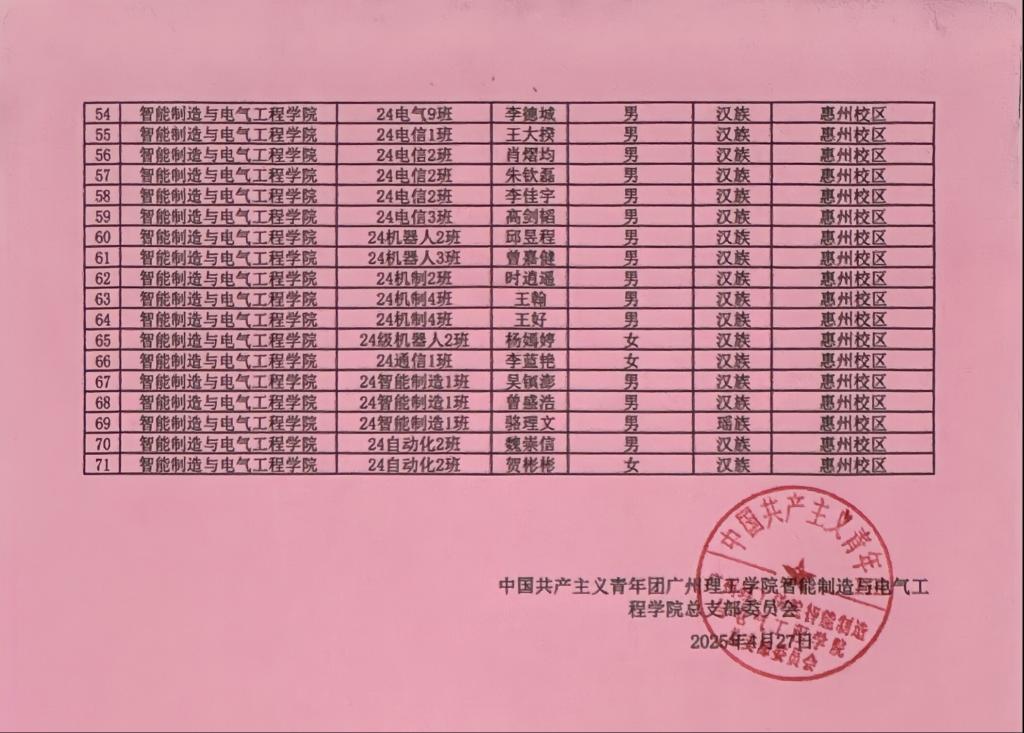 54 智能制造与电气工程学院 24电气9班 李德城 男 汉族 惠州校区
55 智能制造与电气工程学院 24电信1班 王大揆 男 汉族 惠州校区
56 智能制造与电气工程学院 24电信2班 肖熠均 男 汉族 惠州校区
57 智能制造与电气工程学院 24电信2班 朱钦磊 男 汉族 惠州校区
58 智能制造与电气工程学院 24电信2班 李佳宇 男 汉族 惠州校区
59 智能制造与电气工程学院 24电信3班 高剑韬 男 汉族 惠州校区
60 智能制造与电气工程学院 24机器人2班 邱昱程 男 汉族 惠州校区
61 智能制造与电气工程学院 24机器人3班 曾嘉健 男 汉族 惠州校区
62 智能制造与电气工程学院 24机制2班 时逍遥 男 汉族 惠州校区
63 智能制造与电气工程学院 24机制4班 王翰 男 汉族 惠州校区
64 智能制造与电气工程学院 24机制4班 王好 男 汉族 惠州校区
65 智能制造与电气工程学院 24级机器人2班 杨嫣婷 女 汉族 惠州校区
66 智能制造与电气工程学院 24通信1班 李蓝艳 女 汉族 惠州校区
67 智能制造与电气工程学院 24智能制造1班 吴镇澎 男 汉族 惠州校区
68 智能制造与电气工程学院 24智能制造1班 曾盛浩 男 汉族 惠州校区
69 智能制造与电气工程学院 24智能制造1班 骆理文 男 瑶族 惠州校区
70 智能制造与电气工程学院 24自动化2班 魏崇信 男 汉族 惠州校区
71 智能制造与电气工程学院 24自动化2班 贺彬彬 女 汉族 惠州校区
中国共产主义青年团广州理工学院智能制造与电气工
程学院总支部委员会
2025年4月27日
中国共产主义青年团
智能制造
电气工程学院
总支部委员会